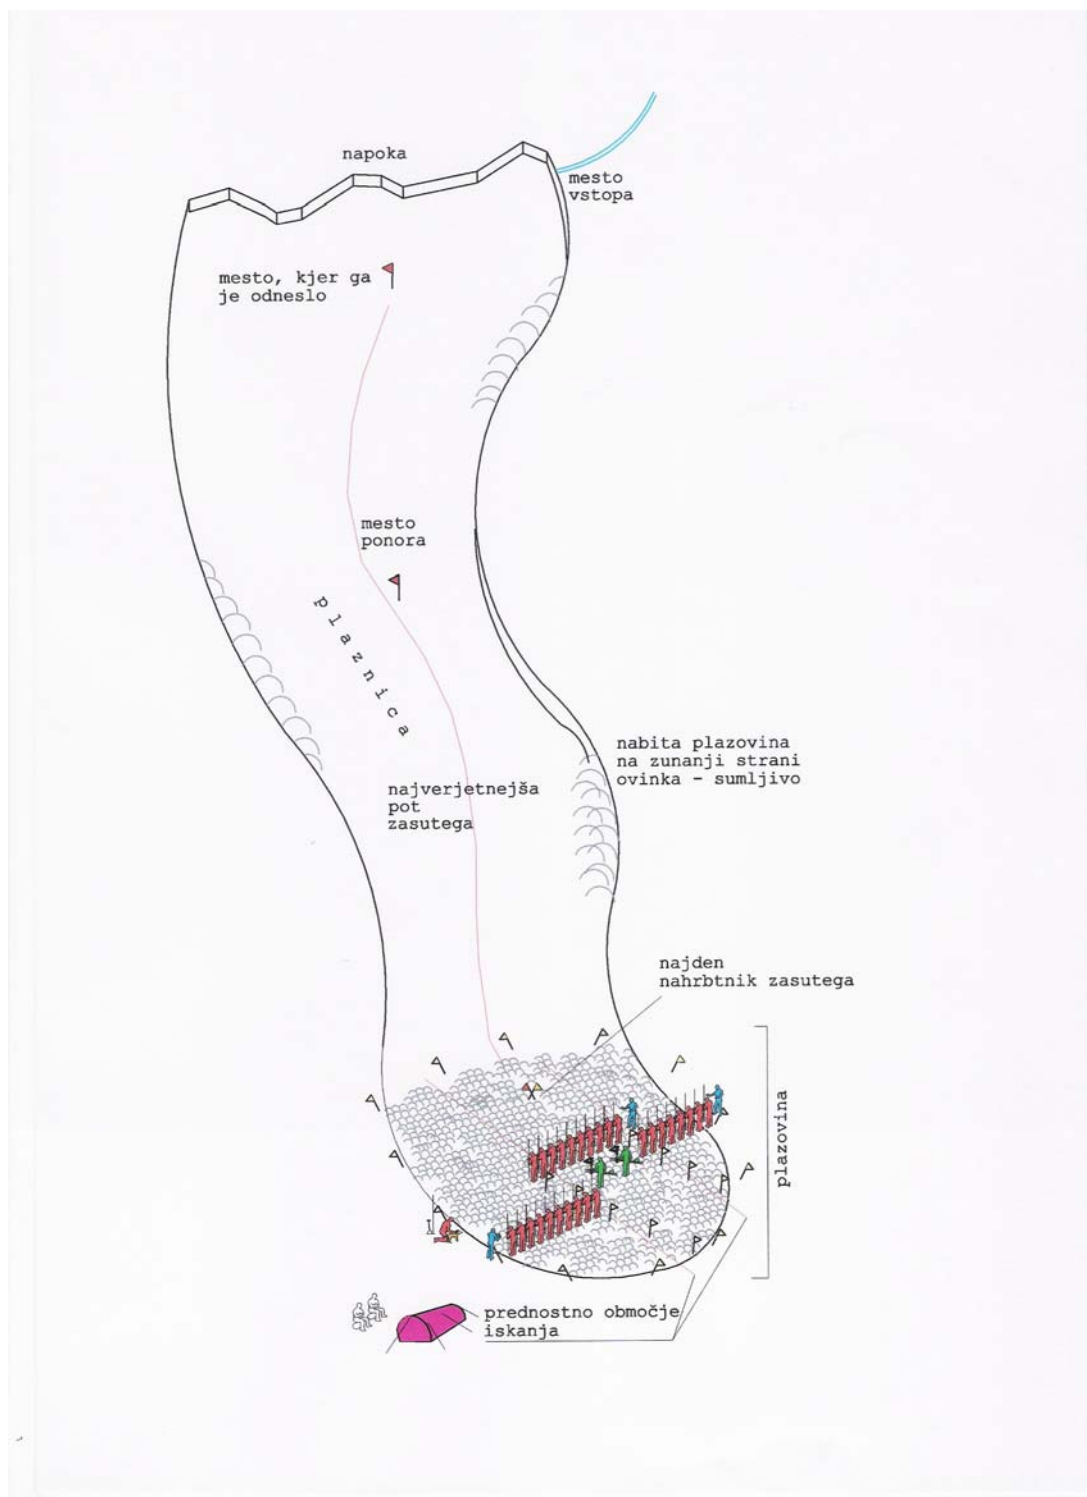 napoka
mesto
vstopa
mesto, kjer ga
je odneslo
mesto
ponora
plaznica
nabita plazovina
na zunanji strani
ovinka - sumljivo
najverjetnejša
pot
zasutega
najden
nahrbtnik zasutega
plazovina
prednostno območje
iskanja